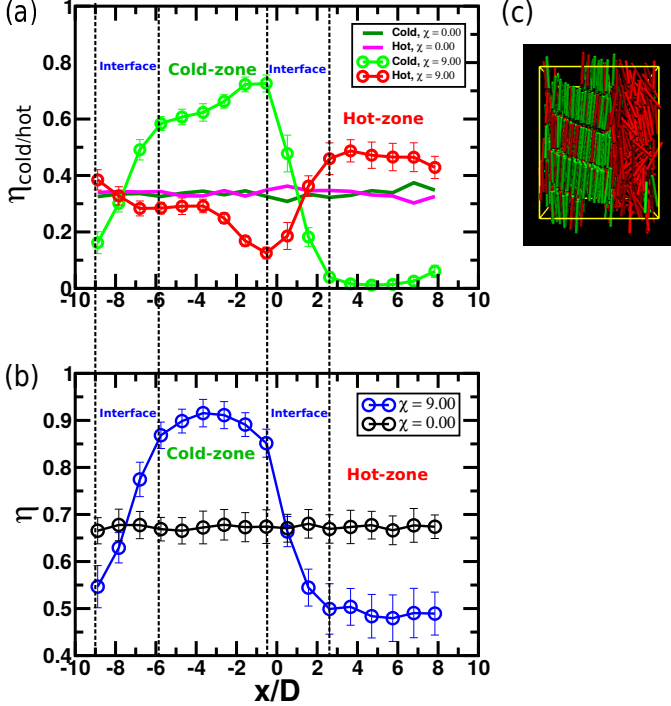 (a)
1
0.8
0.6
0.4
0.2
0
η cold/hot
Cold, χ = 0.00
Hot, χ = 0.00
Cold, χ = 9.00
Hot, χ = 9.00
Interface
Cold-zone
Interface
Hot-zone
-10 -8 -6 -4 -2 0 2 4 6 8 10
(c)
(b)
1
0.9
0.8
0.7
0.6
0.5
0.4
η
χ = 9.00
χ = 0.00
Interface
Interface
Cold-zone
Hot-zone
-10 -8 -6 -4 -2 0 2 4 6 8 10
x/D